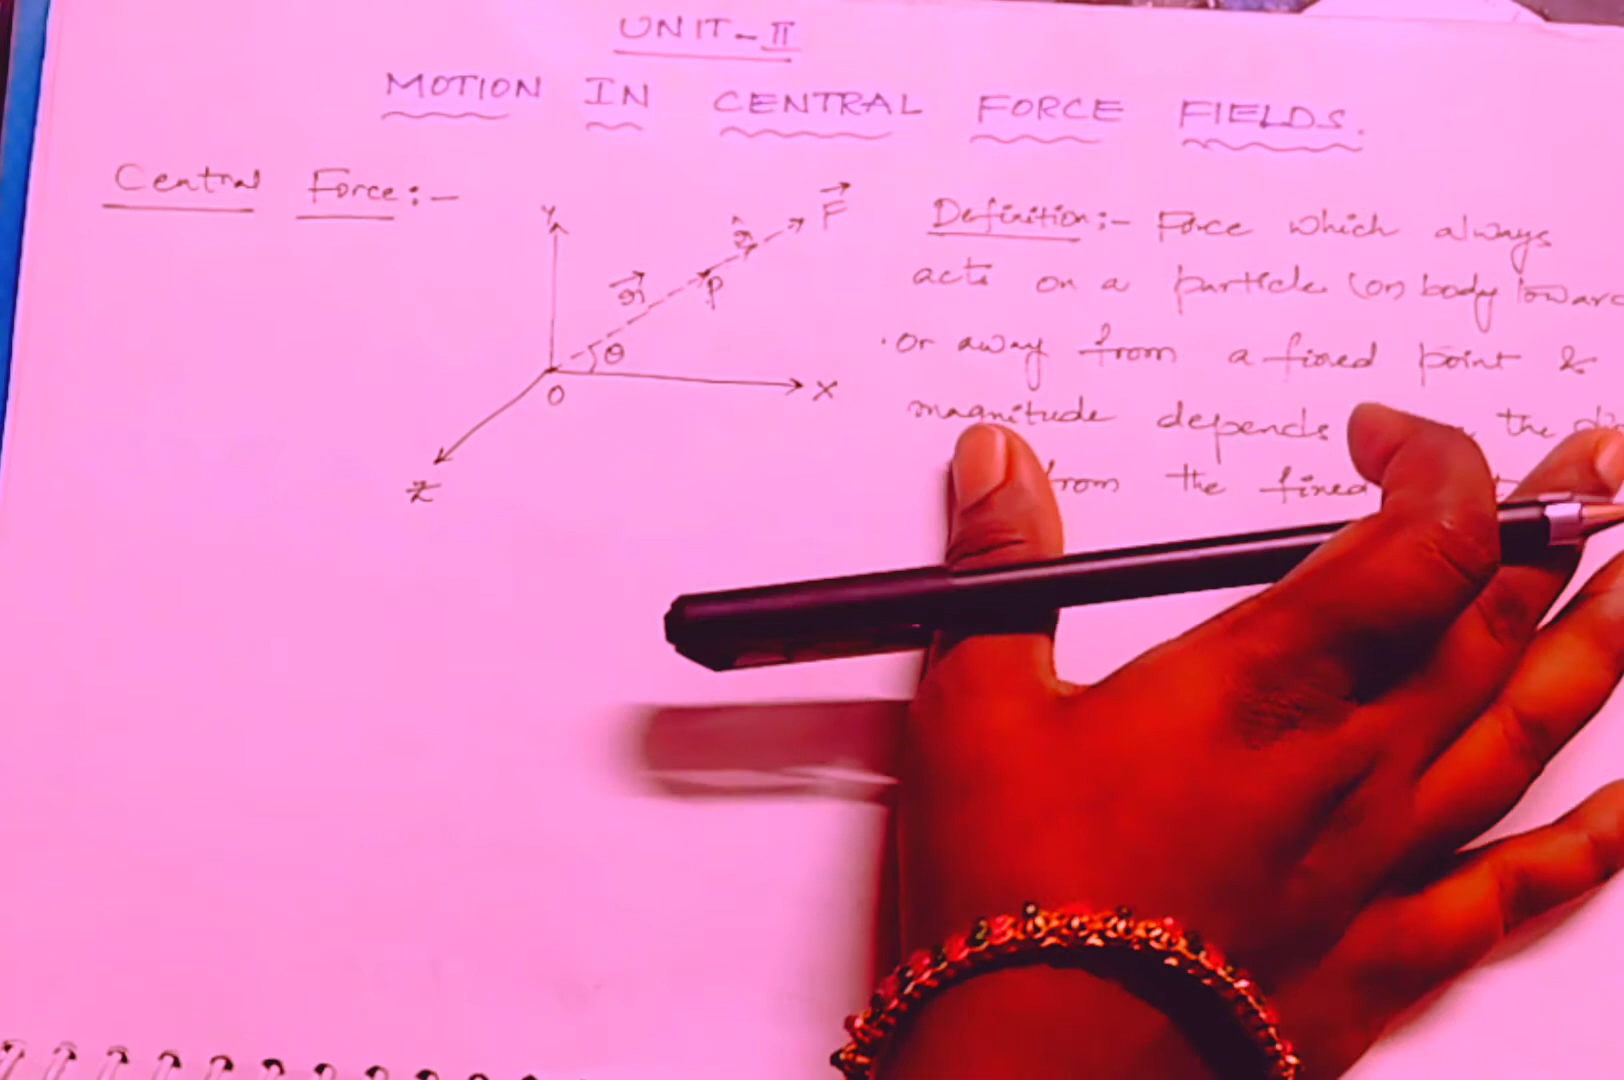 UNIT-II
MOTION IN CENTRAL FORCE FIELDS.
Central Force:-
Y
r̂
F⃗
r⃗
P
θ
O
X
Z
Definition:- Force which always
acts on a particle (or) body
or away from a fixed point &
magnitude depends the
from the fixed